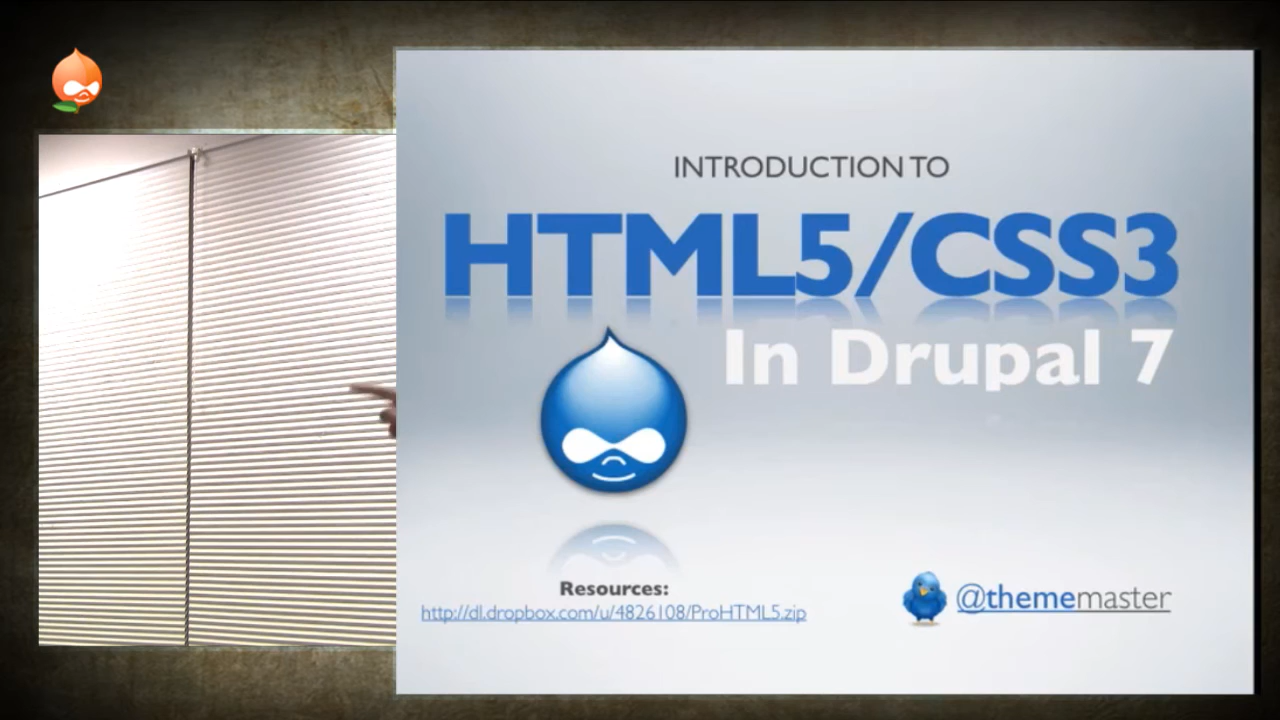 INTRODUCTION TO
HTML5/CSS3
In Drupal 7
Resources:
http://dl.dropbox.com/u/4826108/ProHTML5.zip
@thememaster